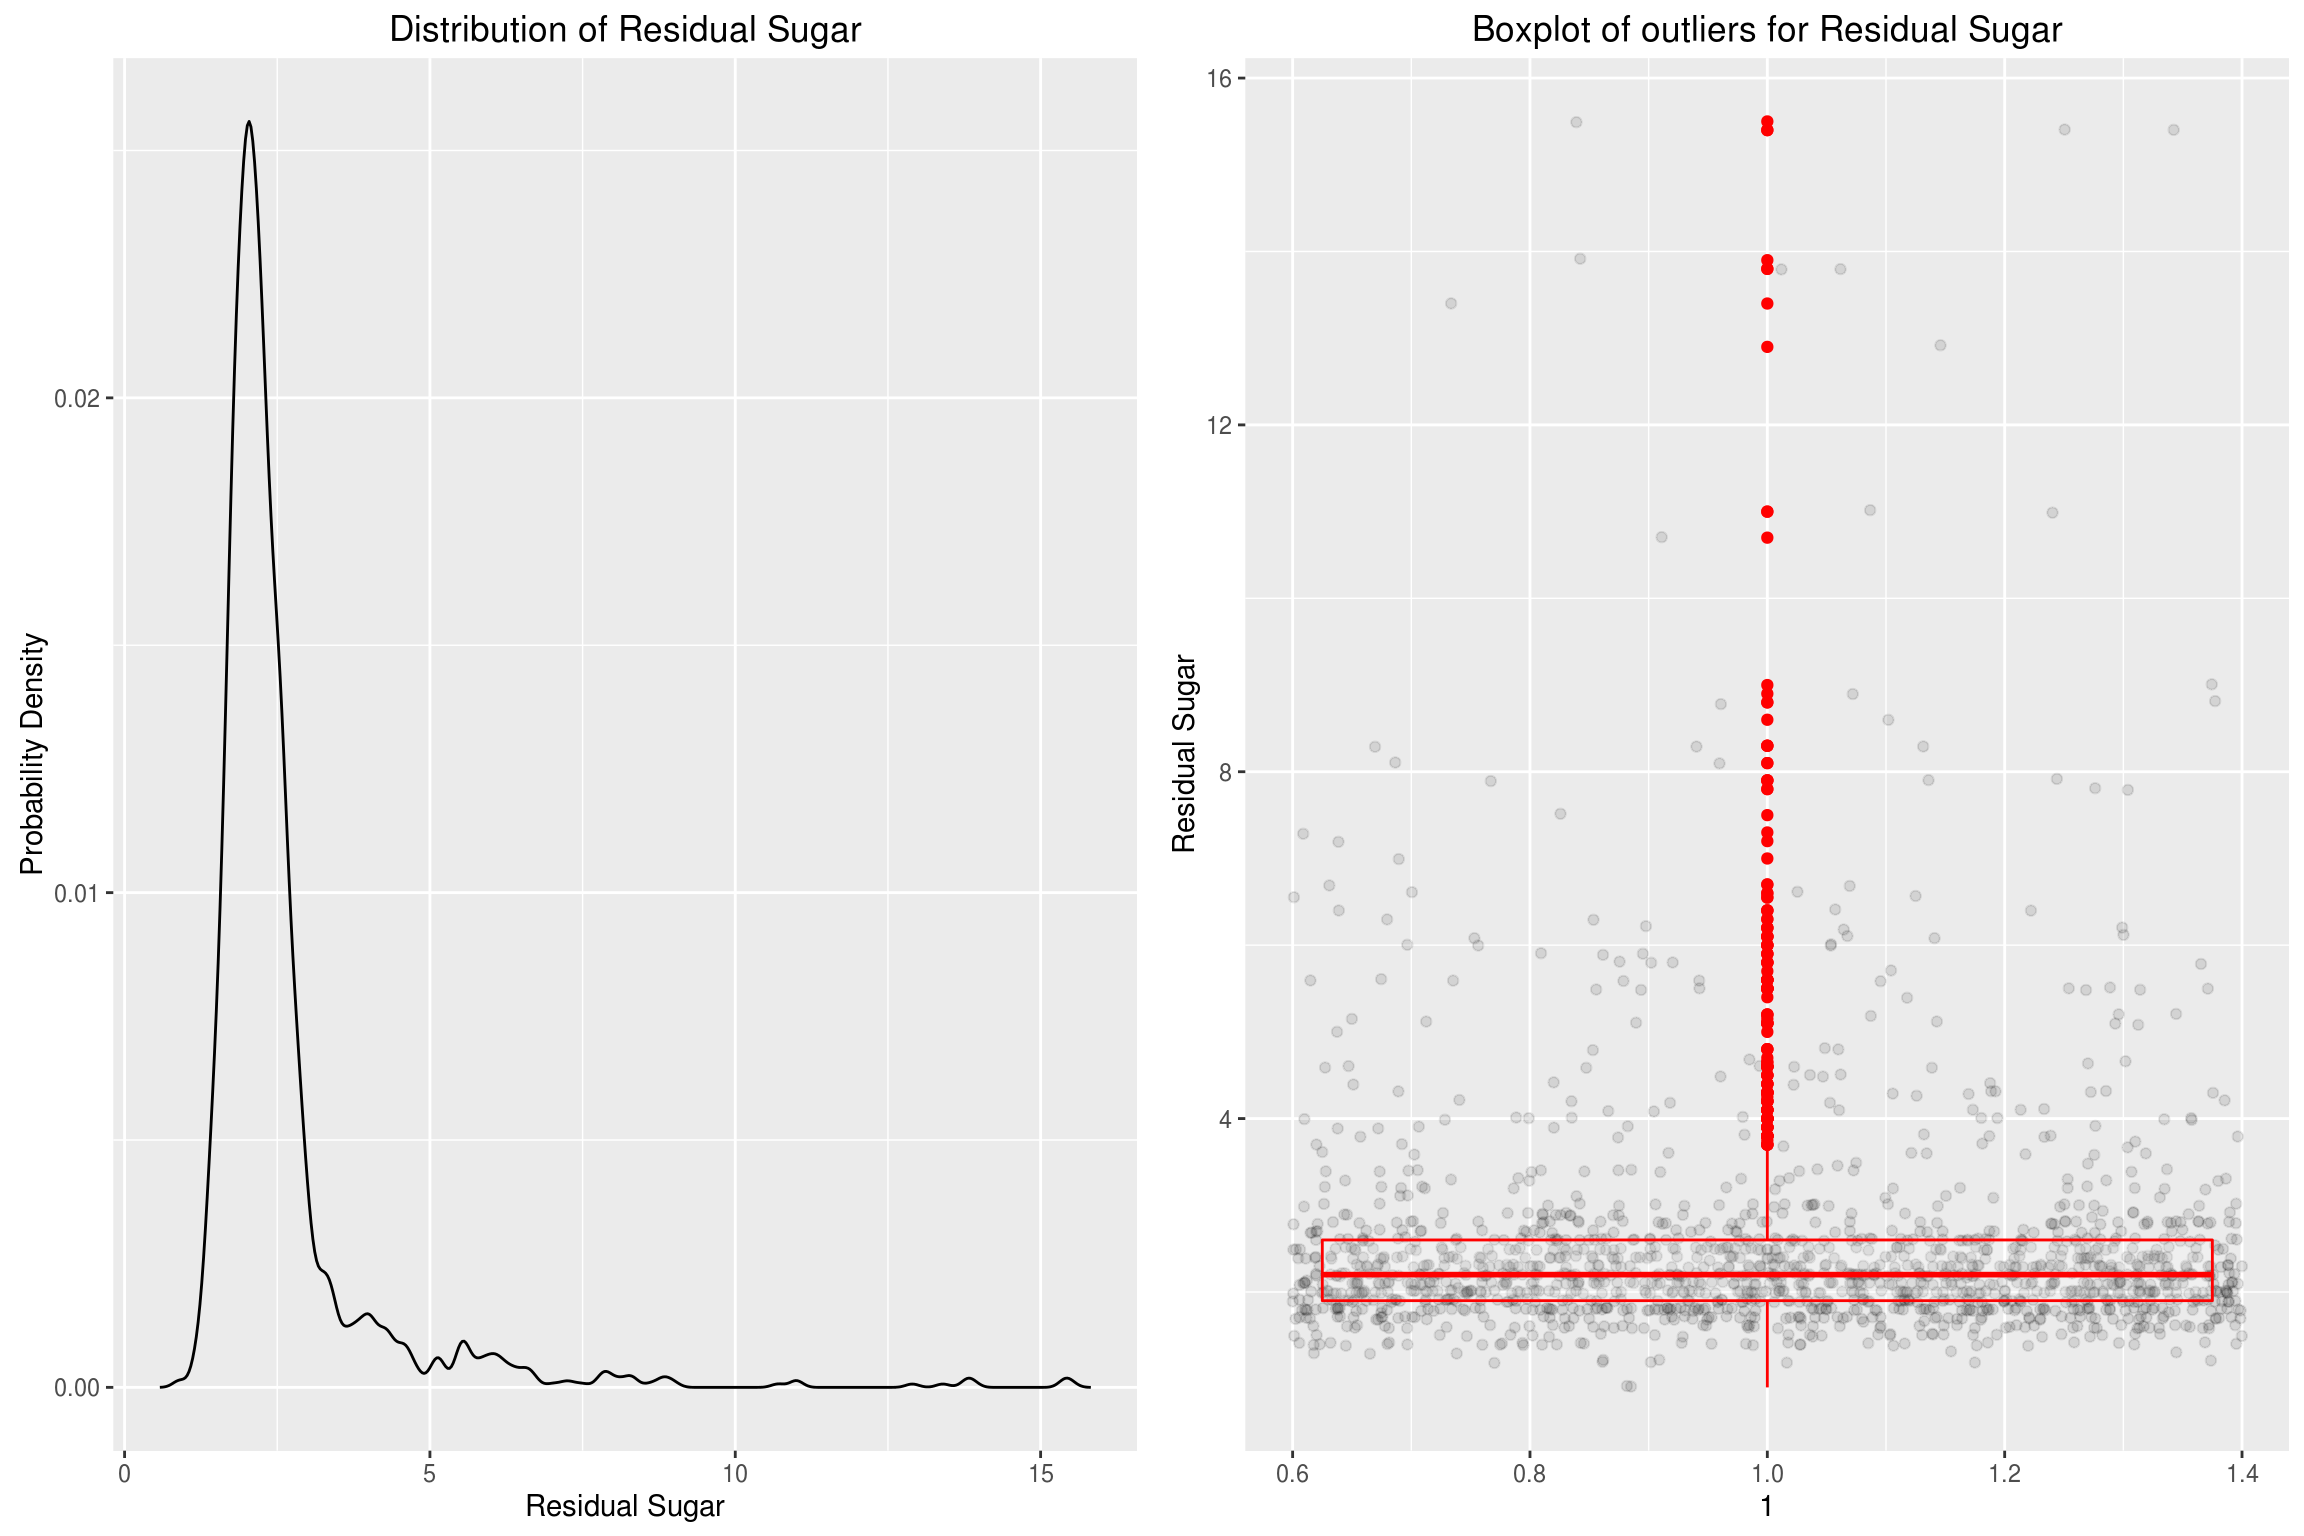 Distribution of Residual Sugar
Probability Density
0.02
0.01
0.00
0 5 10 15
Residual Sugar
Boxplot of outliers for Residual Sugar
Residual Sugar
16
12
8
4
0.6 0.8 1.0 1.2 1.4
1